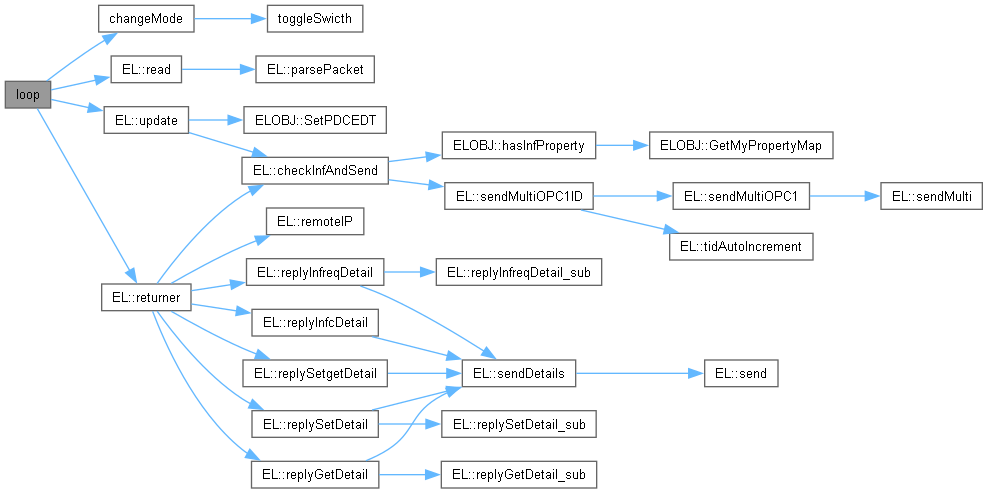 loop
changeMode
toggleSwicth
EL::read
EL::parsePacket
EL::update
ELOBJ::SetPDCEDT
EL::checkInfAndSend
ELOBJ::hasInfProperty
ELOBJ::GetMyPropertyMap
EL::sendMultiOPC1ID
EL::sendMultiOPC1
EL::sendMulti
EL::tidAutoIncrement
EL::returner
EL::remoteIP
EL::replyInfreqDetail
EL::replyInfreqDetail_sub
EL::replyInfcDetail
EL::replySetgetDetail
EL::sendDetails
EL::send
EL::replySetDetail
EL::replySetDetail_sub
EL::replyGetDetail
EL::replyGetDetail_sub